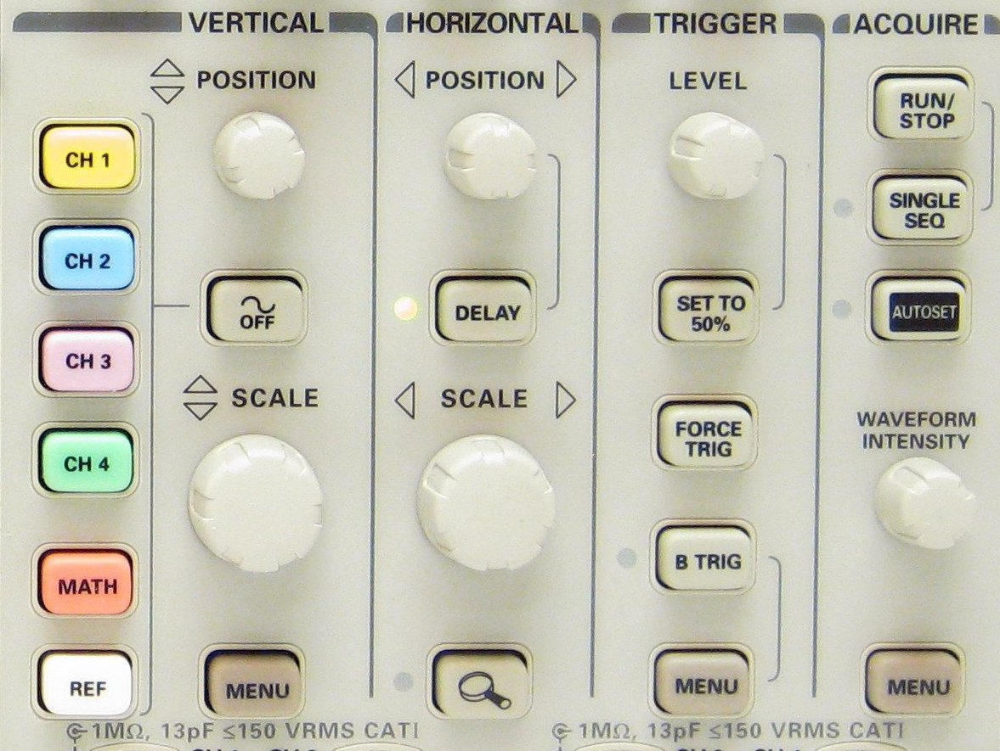 VERTICAL
HORIZONTAL
TRIGGER
ACQUIRE
POSITION
POSITION
LEVEL
RUN/
STOP
CH 1
SINGLE
SEQ
CH 2
OFF
DELAY
SET TO
50%
AUTOSET
CH 3
SCALE
SCALE
FORCE
TRIG
WAVEFORM
INTENSITY
CH 4
B TRIG
MATH
REF
MENU
MENU
MENU
1MΩ, 13pF ≤150 VRMS CATI
1MΩ, 13pF ≤150 VRMS CATI